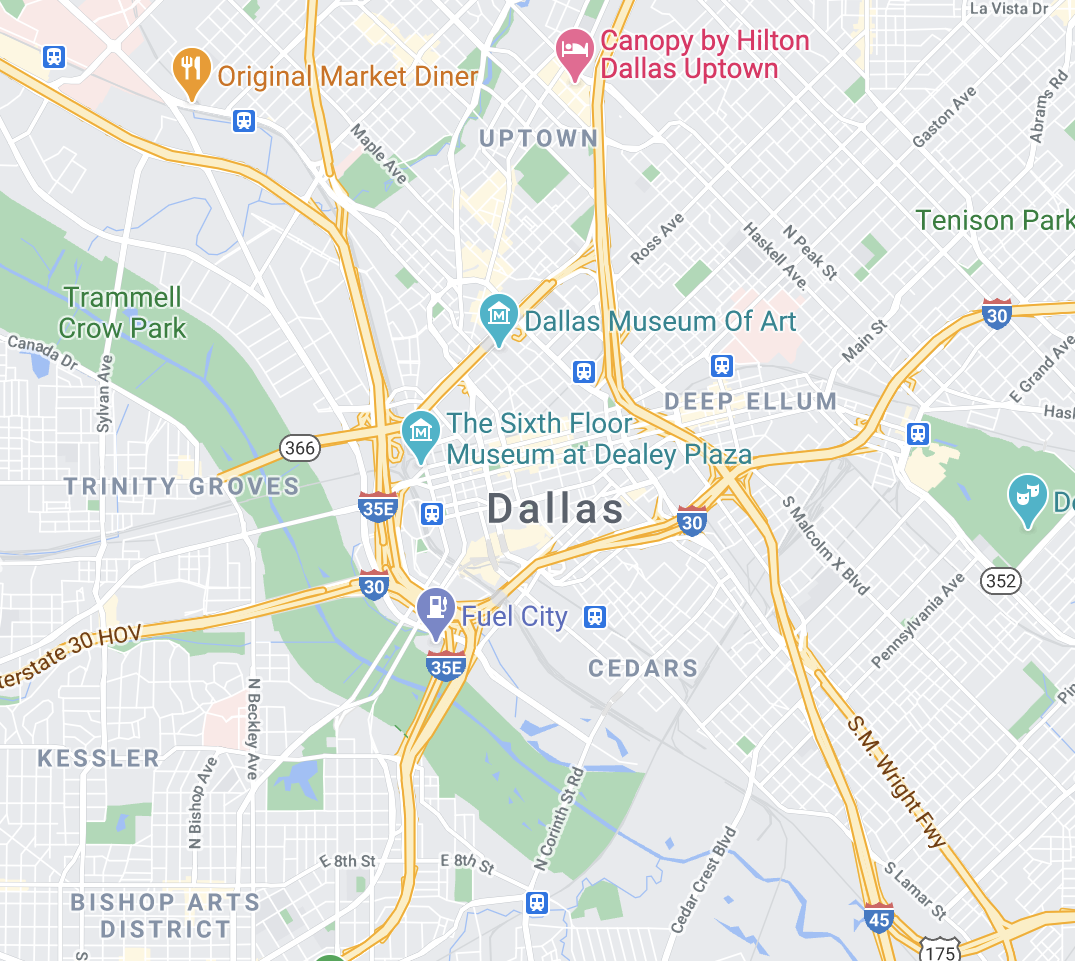 La Vista Dr
Canopy by Hilton
Dallas Uptown
Original Market Diner
Abrams Rd
Gaston Ave
UPTOWN
Maple Ave
Tenison Park
Ross Ave
N Peak St
Haskell Ave.
Trammell
Crow Park
30
Dallas Museum Of Art
Canada Dr
Main St
Sylvan Ave
E Grand Ave
DEEP ELLUM
Hask
The Sixth Floor
Museum at Dealey Plaza
366
TRINITY GROVES
35E
Dallas
30
De
S Malcolm X Blvd
30
352
Fuel City
terstate 30 HOV
Pennsylvania Ave
35E
CEDARS
Pin
N Beckley Ave
KESSLER
S.M. Wright Fwy
N Bishop Ave
N Corinth St Rd
E 8th St
E 8th St
Cedar Crest Blvd
S Lamar St
BISHOP ARTS
DISTRICT
45
175
S